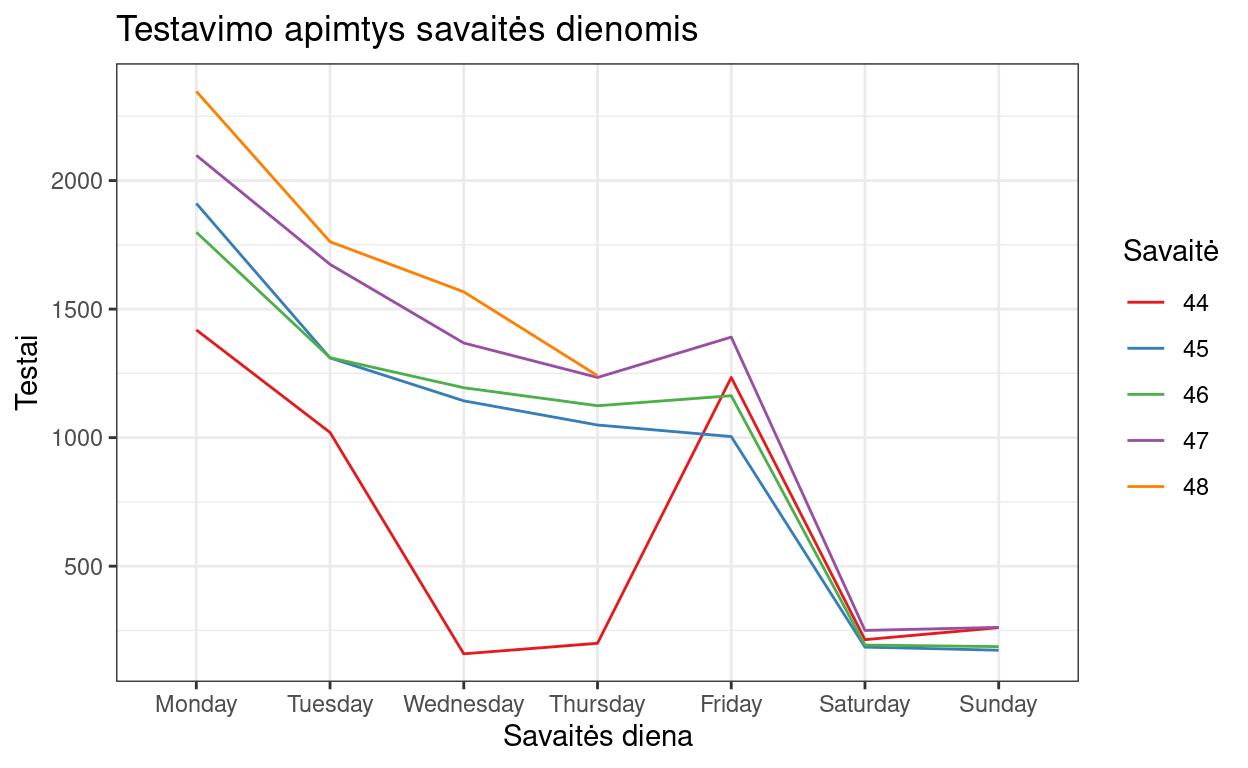 Testavimo apimtys savaitės dienomis
Testai
2000
1500
1000
500
Monday Tuesday Wednesday Thursday Friday Saturday Sunday
Savaitės diena
Savaitė
44
45
46
47
48